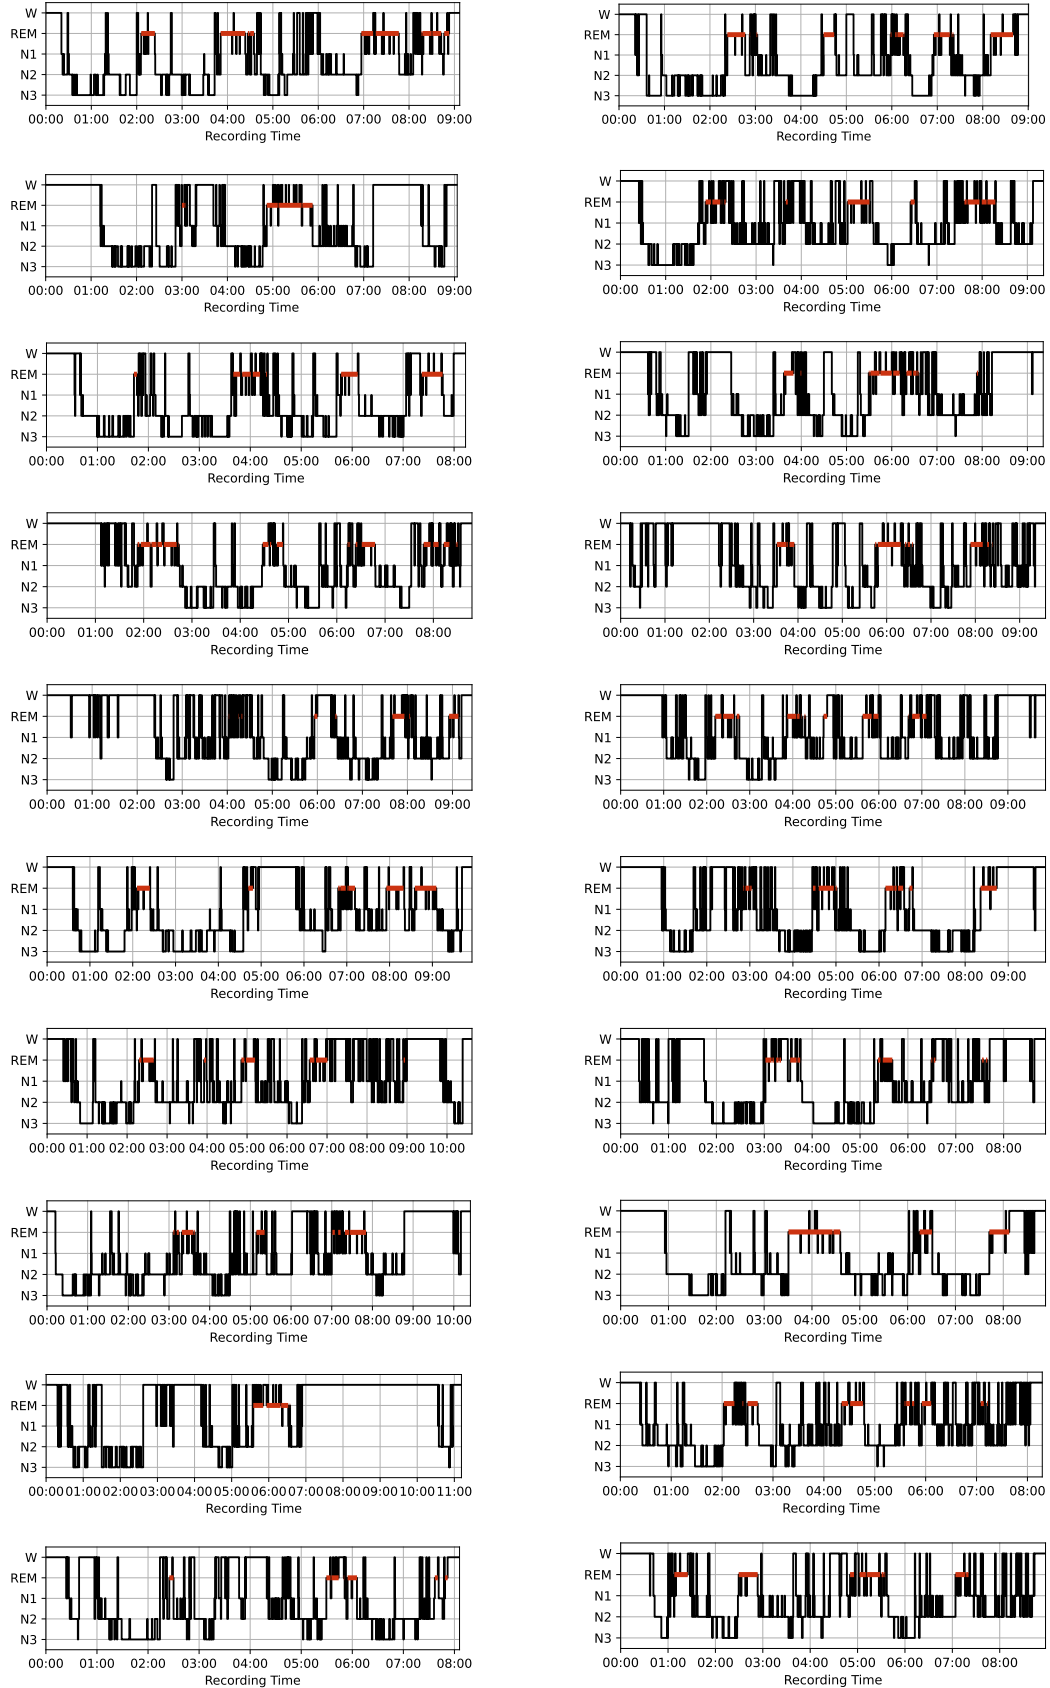 W
REM
N1
N2
N3
00:00 01:00 02:00 03:00 04:00 05:00 06:00 07:00 08:00 09:00
Recording Time
W
REM
N1
N2
N3
00:00 01:00 02:00 03:00 04:00 05:00 06:00 07:00 08:00 09:00
Recording Time
W
REM
N1
N2
N3
00:00 01:00 02:00 03:00 04:00 05:00 06:00 07:00 08:00 09:00
Recording Time
W
REM
N1
N2
N3
00:00 01:00 02:00 03:00 04:00 05:00 06:00 07:00 08:00 09:00
Recording Time
W
REM
N1
N2
N3
00:00 01:00 02:00 03:00 04:00 05:00 06:00 07:00 08:00
Recording Time
W
REM
N1
N2
N3
00:00 01:00 02:00 03:00 04:00 05:00 06:00 07:00 08:00 09:00
Recording Time
W
REM
N1
N2
N3
00:00 01:00 02:00 03:00 04:00 05:00 06:00 07:00 08:00
Recording Time
W
REM
N1
N2
N3
00:00 01:00 02:00 03:00 04:00 05:00 06:00 07:00 08:00 09:00
Recording Time
W
REM
N1
N2
N3
00:00 01:00 02:00 03:00 04:00 05:00 06:00 07:00 08:00 09:00
Recording Time
W
REM
N1
N2
N3
00:00 01:00 02:00 03:00 04:00 05:00 06:00 07:00 08:00 09:00
Recording Time
W
REM
N1
N2
N3
00:00 01:00 02:00 03:00 04:00 05:00 06:00 07:00 08:00 09:00
Recording Time
W
REM
N1
N2
N3
00:00 01:00 02:00 03:00 04:00 05:00 06:00 07:00 08:00 09:00
Recording Time
W
REM
N1
N2
N3
00:00 01:00 02:00 03:00 04:00 05:00 06:00 07:00 08:00 09:00 10:00
Recording Time
W
REM
N1
N2
N3
00:00 01:00 02:00 03:00 04:00 05:00 06:00 07:00 08:00
Recording Time
W
REM
N1
N2
N3
00:00 01:00 02:00 03:00 04:00 05:00 06:00 07:00 08:00 09:00 10:00
Recording Time
W
REM
N1
N2
N3
00:00 01:00 02:00 03:00 04:00 05:00 06:00 07:00 08:00
Recording Time
W
REM
N1
N2
N3
00:00 01:00 02:00 03:00 04:00 05:00 06:00 07:00 08:00 09:00 10:00 11:00
Recording Time
W
REM
N1
N2
N3
00:00 01:00 02:00 03:00 04:00 05:00 06:00 07:00 08:00
Recording Time
W
REM
N1
N2
N3
00:00 01:00 02:00 03:00 04:00 05:00 06:00 07:00 08:00
Recording Time
W
REM
N1
N2
N3
00:00 01:00 02:00 03:00 04:00 05:00 06:00 07:00 08:00
Recording Time